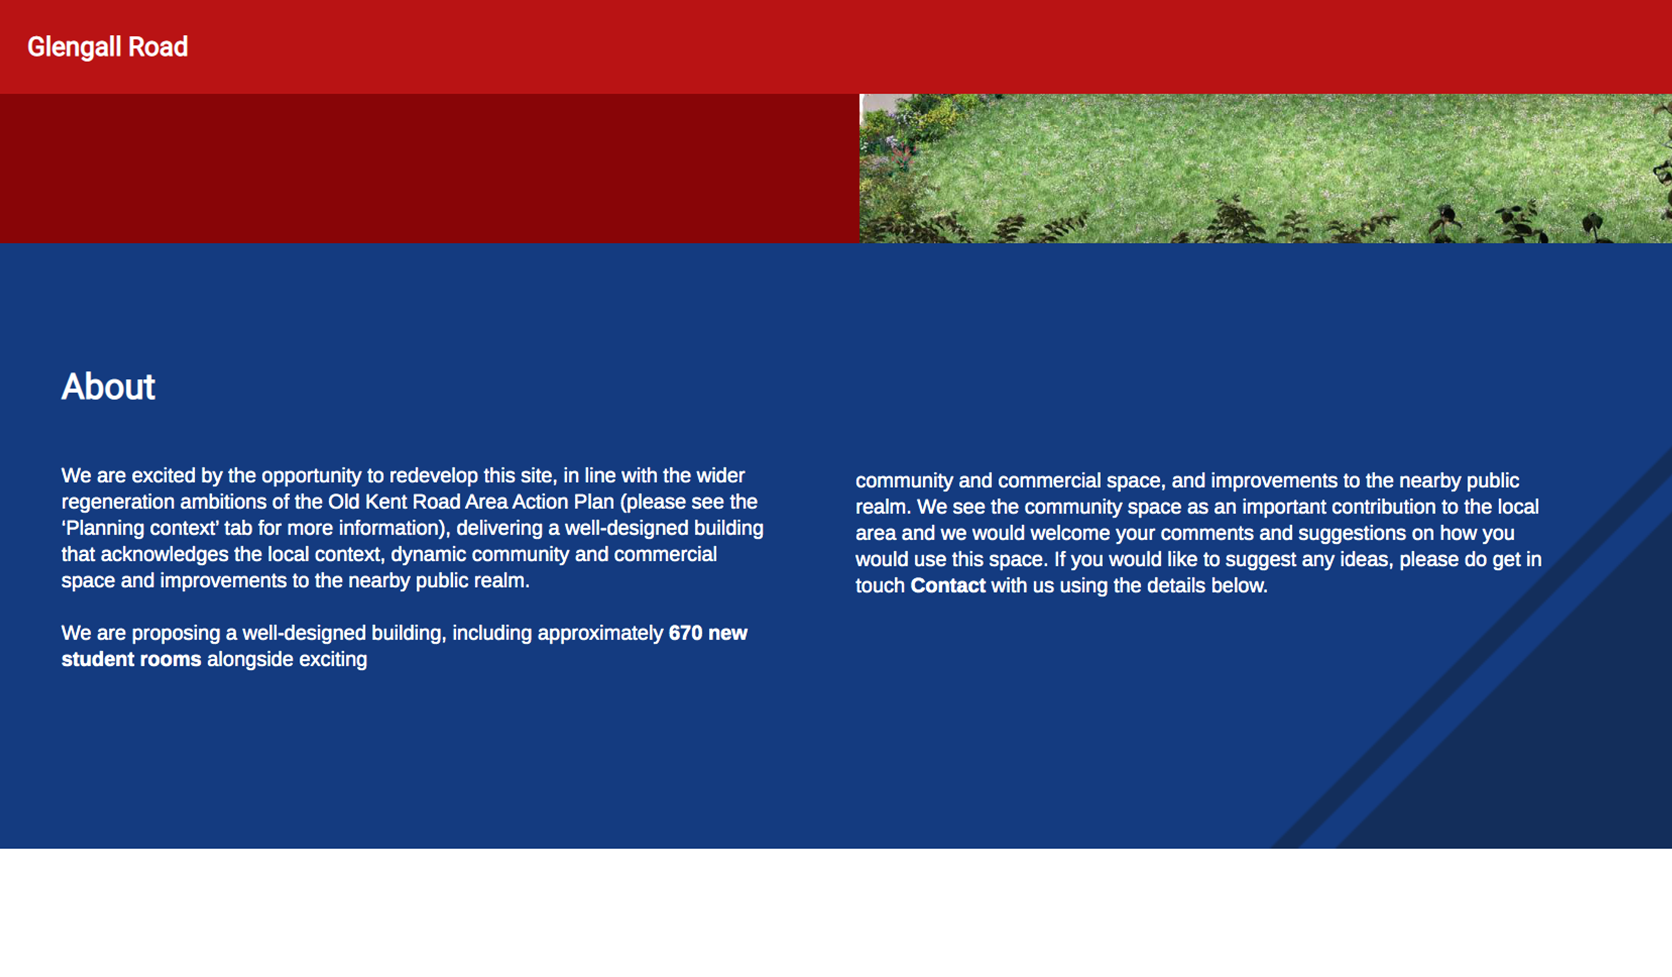 Glengall Road
About
We are excited by the opportunity to redevelop this site, in line with the wider
regeneration ambitions of the Old Kent Road Area Action Plan (please see the
‘Planning context’ tab for more information), delivering a well-designed building
that acknowledges the local context, dynamic community and commercial
space and improvements to the nearby public realm.
We are proposing a well-designed building, including approximately 670 new
student rooms alongside exciting
community and commercial space, and improvements to the nearby public
realm. We see the community space as an important contribution to the local
area and we would welcome your comments and suggestions on how you
would use this space. If you would like to suggest any ideas, please do get in
touch Contact with us using the details below.